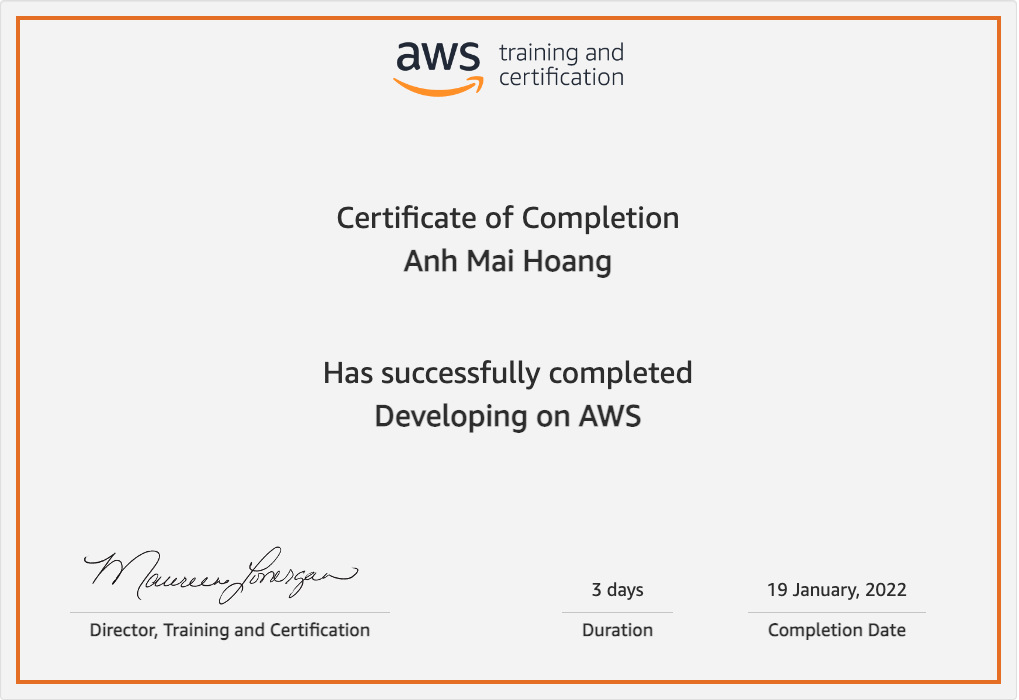 aws training and
certification
Certificate of Completion
Anh Mai Hoang
Has successfully completed
Developing on AWS
Maureen Lonergan
Director, Training and Certification
3 days
Duration
19 January, 2022
Completion Date